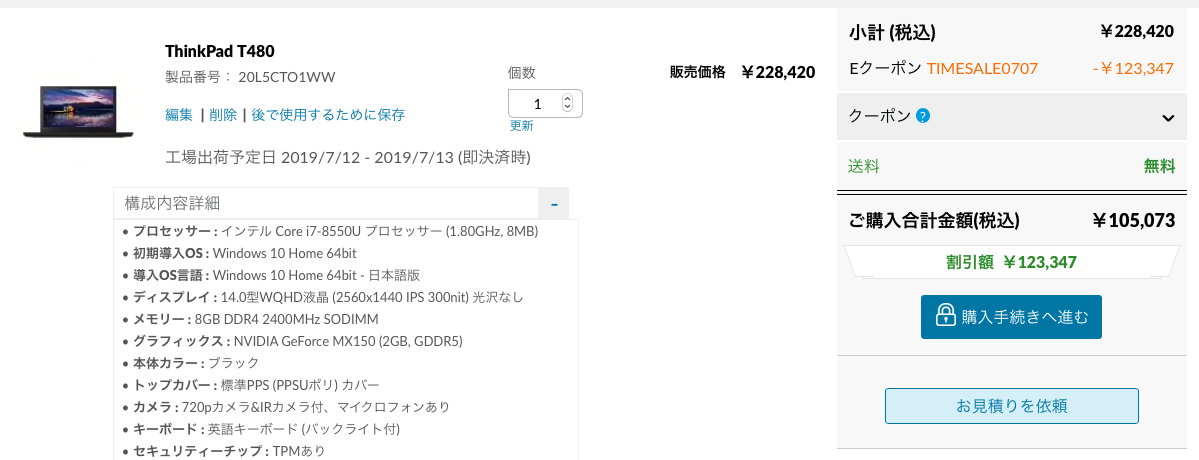 ThinkPad T480
製品番号： 20L5CTO1WW
編集 | 削除 | 後で使用するために保存
個数
1
更新
販売価格 ￥228,420
工場出荷予定日 2019/7/12 - 2019/7/13 (即決済時)
構成内容詳細 -
• プロセッサー : インテル Core i7-8550U プロセッサー (1.80GHz, 8MB)
• 初期導入OS : Windows 10 Home 64bit
• 導入OS言語 : Windows 10 Home 64bit - 日本語版
• ディスプレイ : 14.0型WQHD液晶 (2560x1440 IPS 300nit) 光沢なし
• メモリー : 8GB DDR4 2400MHz SODIMM
• グラフィックス : NVIDIA GeForce MX150 (2GB, GDDR5)
• 本体カラー : ブラック
• トップカバー : 標準PPS (PPSUポリ) カバー
• カメラ : 720pカメラ&IRカメラ付、マイクロフォンあり
• キーボード : 英語キーボード (バックライト付)
• セキュリティーチップ : TPMあり
小計 (税込) ￥228,420
Eクーポン TIMESALE0707 -￥123,347
クーポン ?
送料 無料
ご購入合計金額(税込) ￥105,073
割引額 ￥123,347
購入手続きへ進む
お見積りを依頼